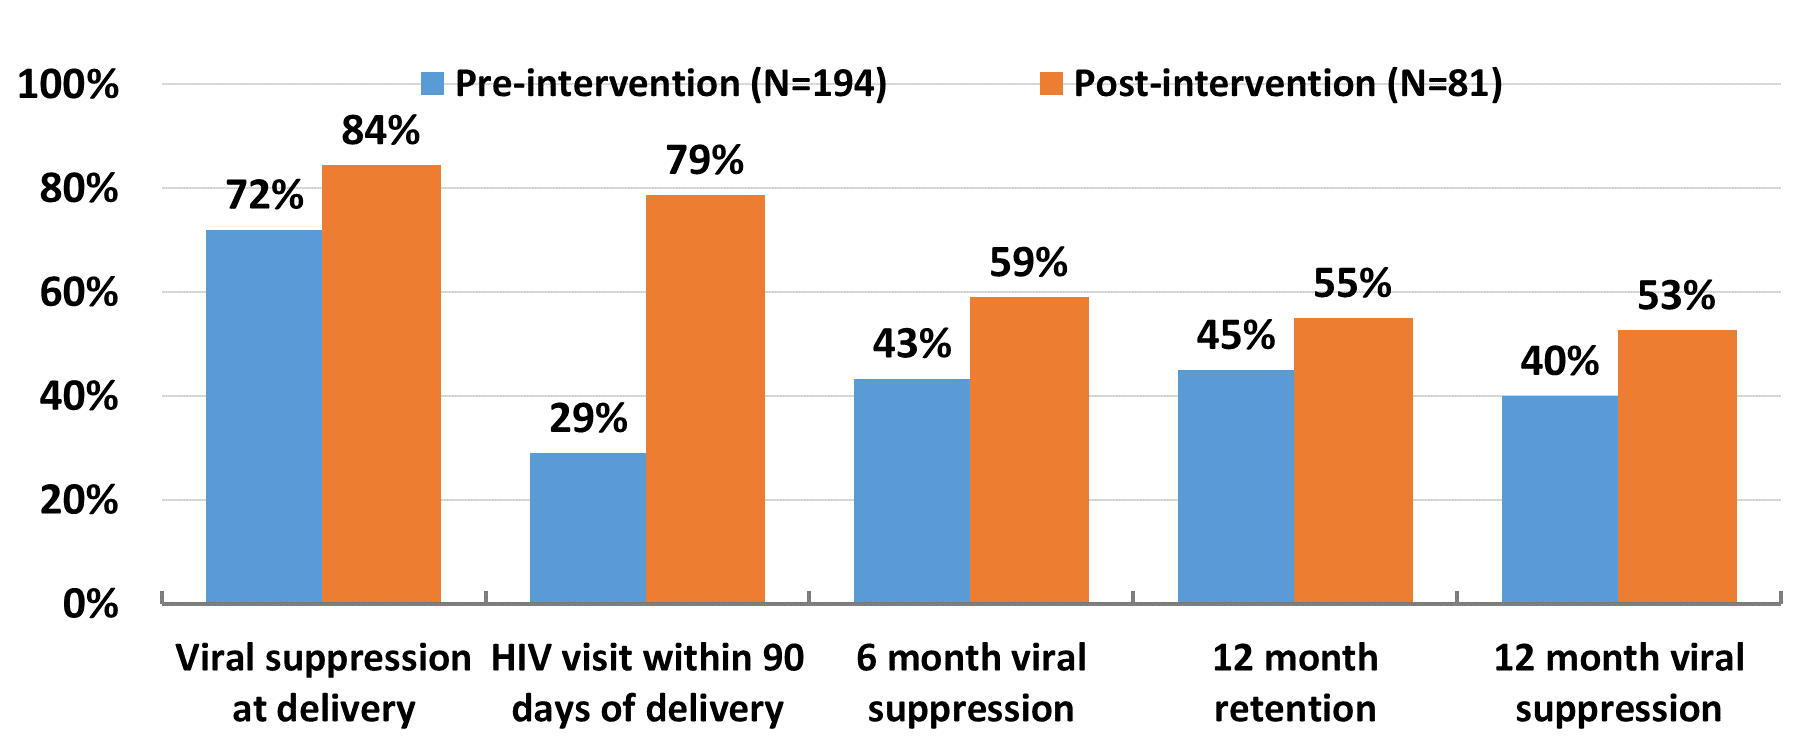 Pre-intervention (N=194)
Post-intervention (N=81)
100%
80%
60%
40%
20%
0%
72%
84%
29%
79%
43%
59%
45%
55%
40%
53%
Viral suppression
at delivery
HIV visit within 90
days of delivery
6 month viral
suppression
12 month
retention
12 month viral
suppression